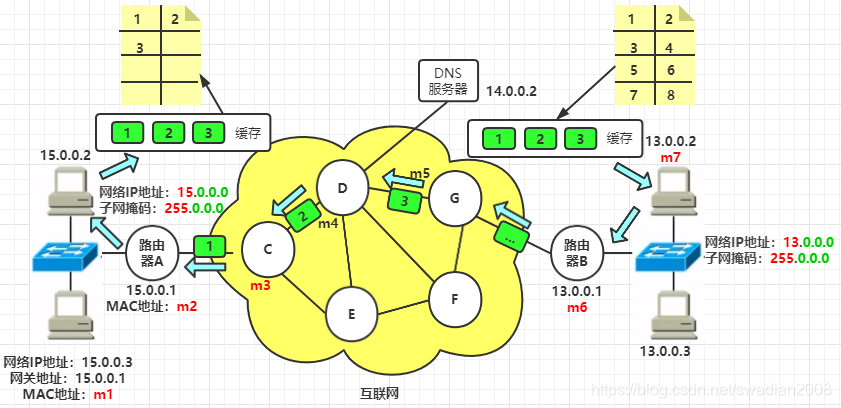 1 2
3
1 2
3 4
5 6
7 8
DNS
服务器
14.0.0.2
1 2 3 缓存
1 2 3 缓存
15.0.0.2
13.0.0.2
m7
网络IP地址：15.0.0.0
子网掩码：255.0.0.0
路由
器A
15.0.0.1
MAC地址：m2
1
C
m3
2
m4
D
m5
3
G
...
E
F
路由
器B
13.0.0.1
m6
网络IP地址：13.0.0.0
子网掩码：255.0.0.0
13.0.0.3
网络IP地址：15.0.0.3
网关地址：15.0.0.1
MAC地址：m1
互联网
https://blog.csdn.net/swadian2008